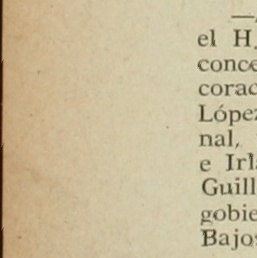 el H.
conce
corac
López
nal,
e Irla
Guill
gobie
Bajos